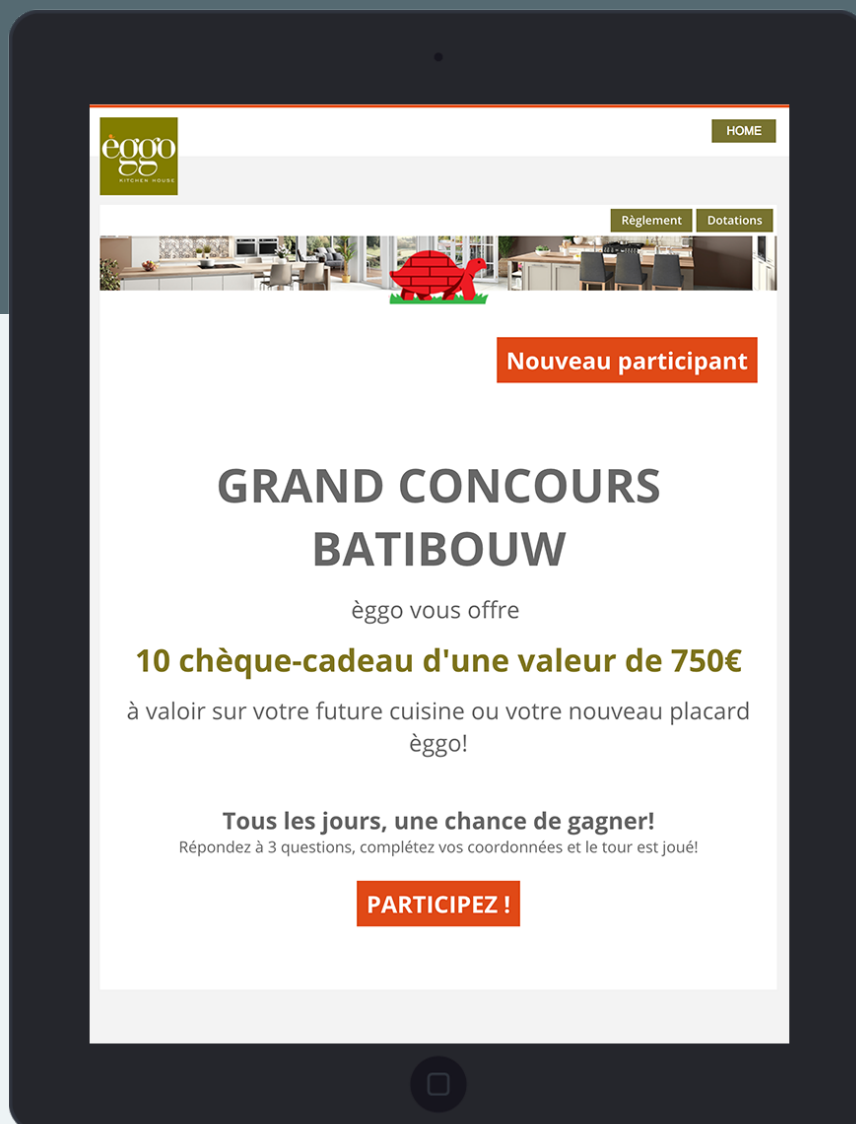 èggo
KITCHEN HOUSE
HOME
Règlement Dotations
Nouveau participant
GRAND CONCOURS
BATIBOUW
èggo vous offre
10 chèque-cadeau d'une valeur de 750€
à valoir sur votre future cuisine ou votre nouveau placard
èggo!
Tous les jours, une chance de gagner!
Répondez à 3 questions, complétez vos coordonnées et le tour est joué!
PARTICIPEZ !